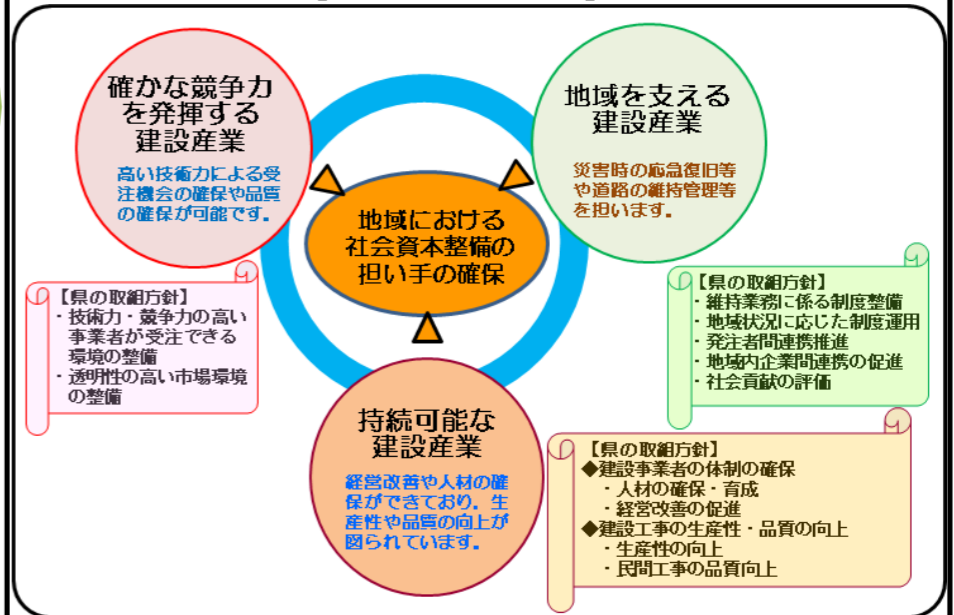 確かな競争力
を発揮する
建設産業
高い技術力による受
注機会の確保や品質
の確保が可能です。
地域を支える
建設産業
災害時の応急復旧等
や道路の維持管理等
を担います。
地域における
社会資本整備の
担い手の確保
【県の取組方針】
・技術力・競争力の高い
事業者が受注できる
環境の整備
・透明性の高い市場環境
の整備
【県の取組方針】
・維持業務に係る制度整備
・地域状況に応じた制度運用
・発注者間連携推進
・地域内企業間連携の促進
・社会貢献の評価
持続可能な
建設産業
経営改善や人材の確
保ができており，生
産性や品質の向上が
図られています。
【県の取組方針】
◆建設事業者の体制の確保
・人材の確保・育成
・経営改善の促進
◆建設工事の生産性・品質の向上
・生産性の向上
・民間工事の品質向上